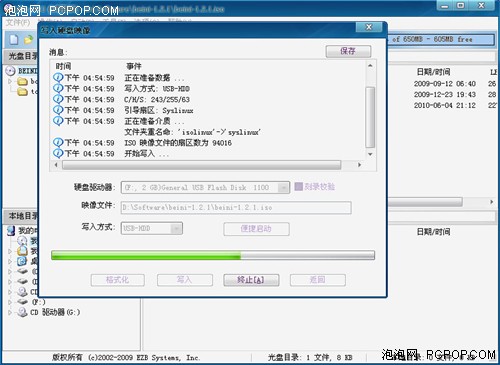 泡泡网 PCPOP.COM
泡泡网 PCPOP.COM
\beini-1.2.1.iso
写入硬盘映像
消息:
保存
of 650MB - 605MB free
光盘目录
时间 事件
日期/时间
下午 04:54:59 正在准备数据 ...
下午 04:54:59 写入方式: USB-HDD
下午 04:54:59 C/H/S: 243/255/63
下午 04:54:59 引导扇区: Syslinux
下午 04:54:59 正在准备介质 ...
文件夹重名命: 'isolinux'->'syslinux'
下午 04:54:59 ISO 映像文件的扇区数为 94016
下午 04:54:59 开始写入 ...
2009-09-12 06:40
2009-12-23 19:43
2010-06-04 21:12
硬盘驱动器: (F:, 2 GB)General USB Flash Disk 1100
刻录校验
映像文件: D:\Software\beini-1.2.1\beini-1.2.1.iso
写入方式: USB-HDD
便捷启动
格式化 写入 终止[A] 返回
本地目录
日期/时间
(F:)
CD 驱动器(G:)
版权所有 (c)2002-2009 EZB Systems, Inc.
光盘目录: 1 文件, 8 KB
泡泡网 PCPOP.COM
泡泡网 PCPOP.COM